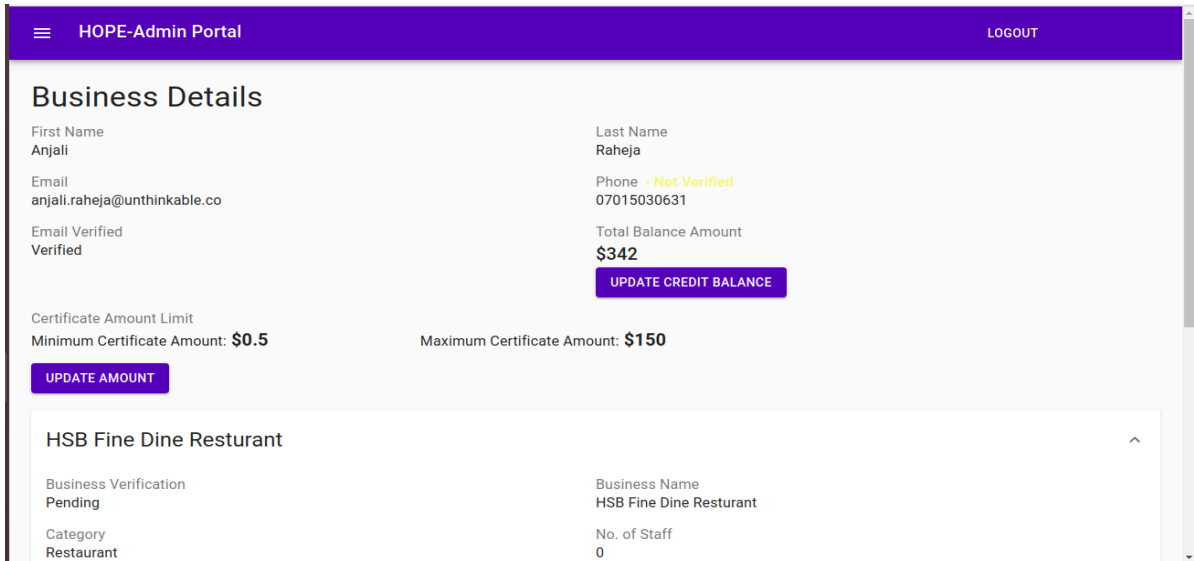 HOPE-Admin Portal
LOGOUT
Business Details
First Name
Anjali
Last Name
Raheja
Email
anjali.raheja@unthinkable.co
Phone - Not Verified
07015030631
Email Verified
Verified
Total Balance Amount
$342
UPDATE CREDIT BALANCE
Certificate Amount Limit
Minimum Certificate Amount: $0.5
Maximum Certificate Amount: $150
UPDATE AMOUNT
HSB Fine Dine Resturant
Business Verification
Pending
Business Name
HSB Fine Dine Resturant
Category
Restaurant
No. of Staff
0